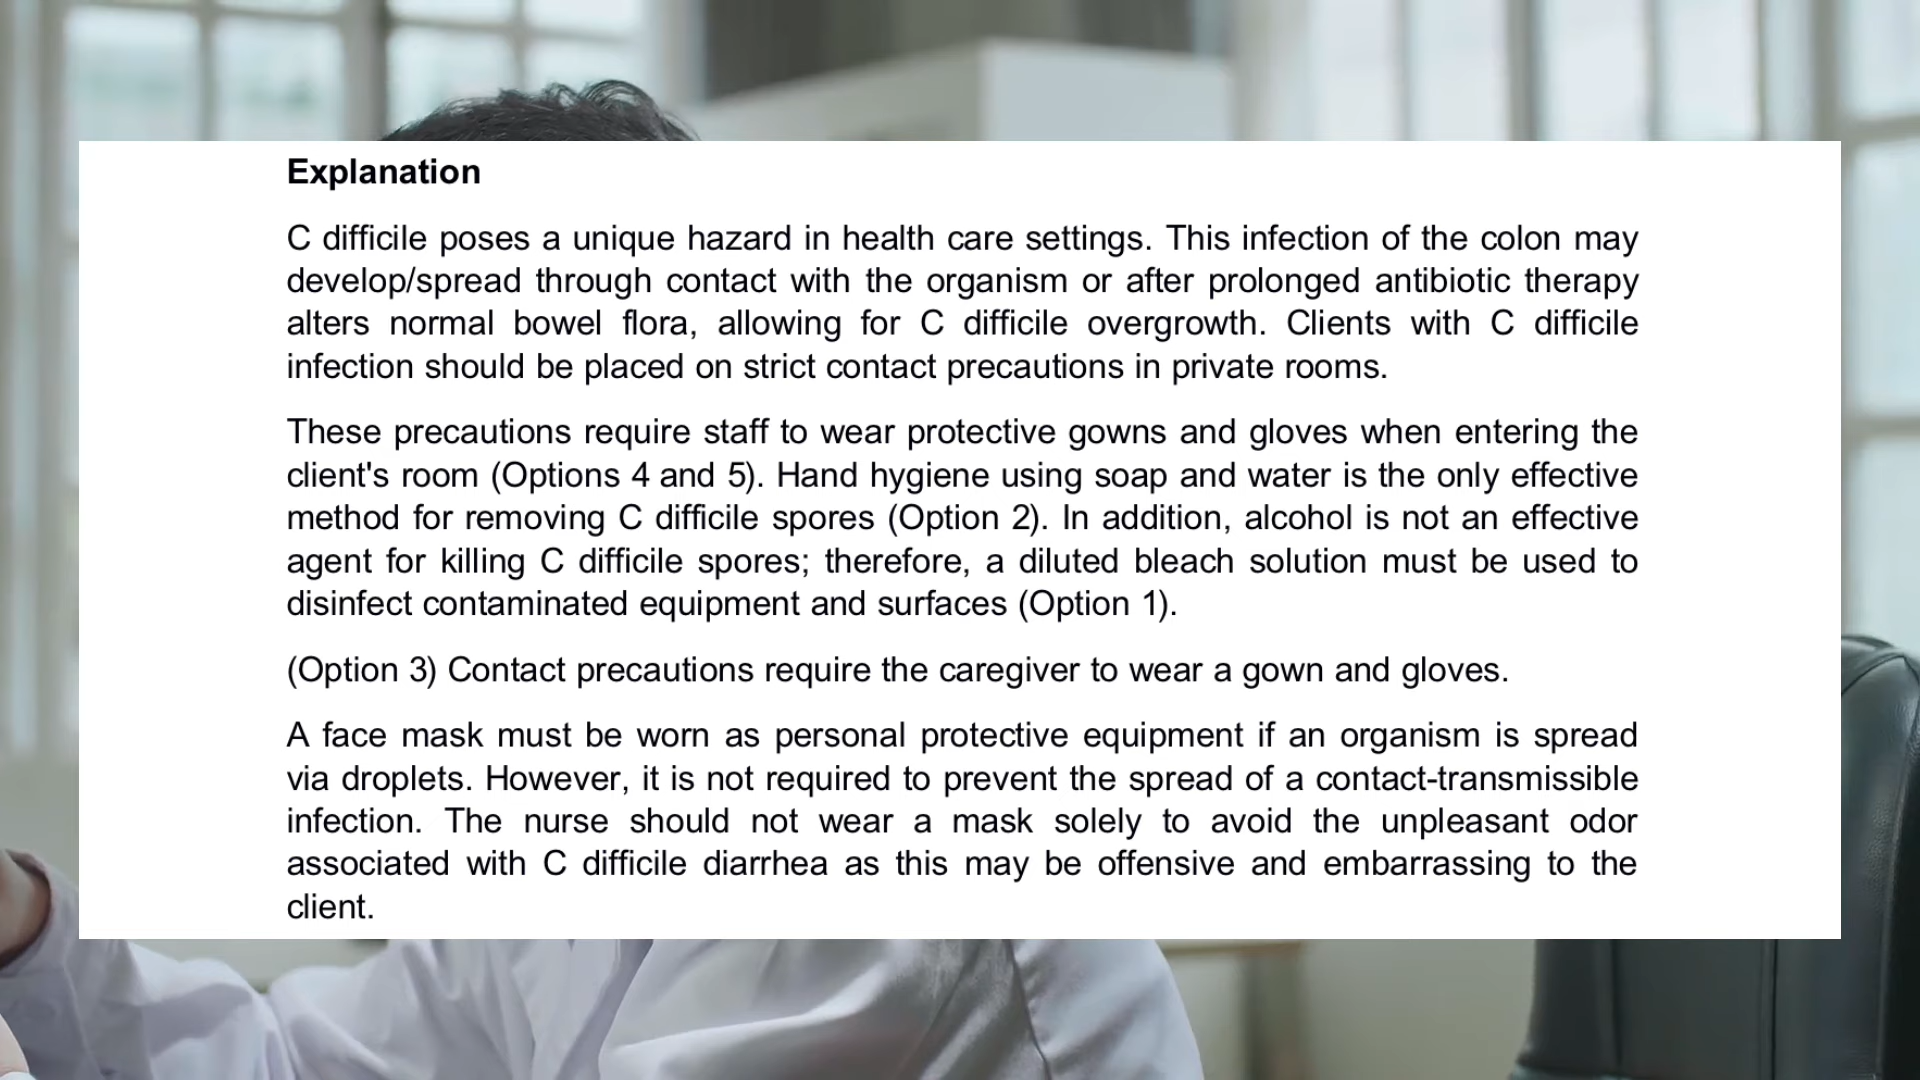 Explanation
C difficile poses a unique hazard in health care settings. This infection of the colon may
develop/spread through contact with the organism or after prolonged antibiotic therapy
alters normal bowel flora, allowing for C difficile overgrowth. Clients with C difficile
infection should be placed on strict contact precautions in private rooms.
These precautions require staff to wear protective gowns and gloves when entering the
client's room (Options 4 and 5). Hand hygiene using soap and water is the only effective
method for removing C difficile spores (Option 2). In addition, alcohol is not an effective
agent for killing C difficile spores; therefore, a diluted bleach solution must be used to
disinfect contaminated equipment and surfaces (Option 1).
(Option 3) Contact precautions require the caregiver to wear a gown and gloves.
A face mask must be worn as personal protective equipment if an organism is spread
via droplets. However, it is not required to prevent the spread of a contact-transmissible
infection. The nurse should not wear a mask solely to avoid the unpleasant odor
associated with C difficile diarrhea as this may be offensive and embarrassing to the
client.